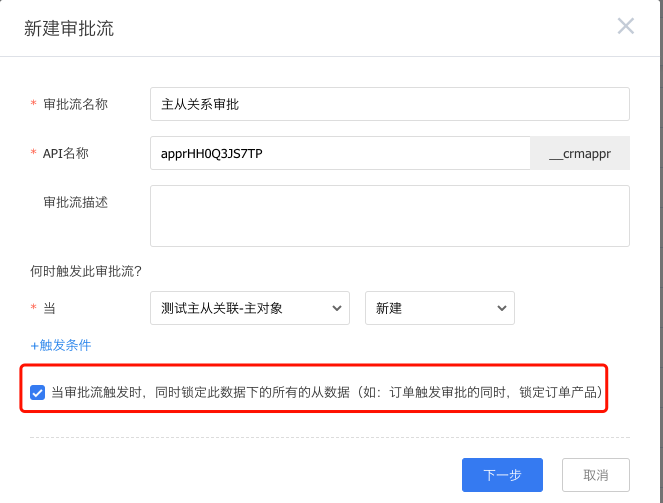 新建审批流
* 审批流名称 主从关系审批
* API名称 apprHH0Q3JS7TP __crmappr
审批流描述
何时触发此审批流?
* 当 测试主从关联-主对象 新建
+触发条件
当审批流触发时，同时锁定此数据下的所有的从数据（如：订单触发审批的同时，锁定订单产品）
下一步 取消